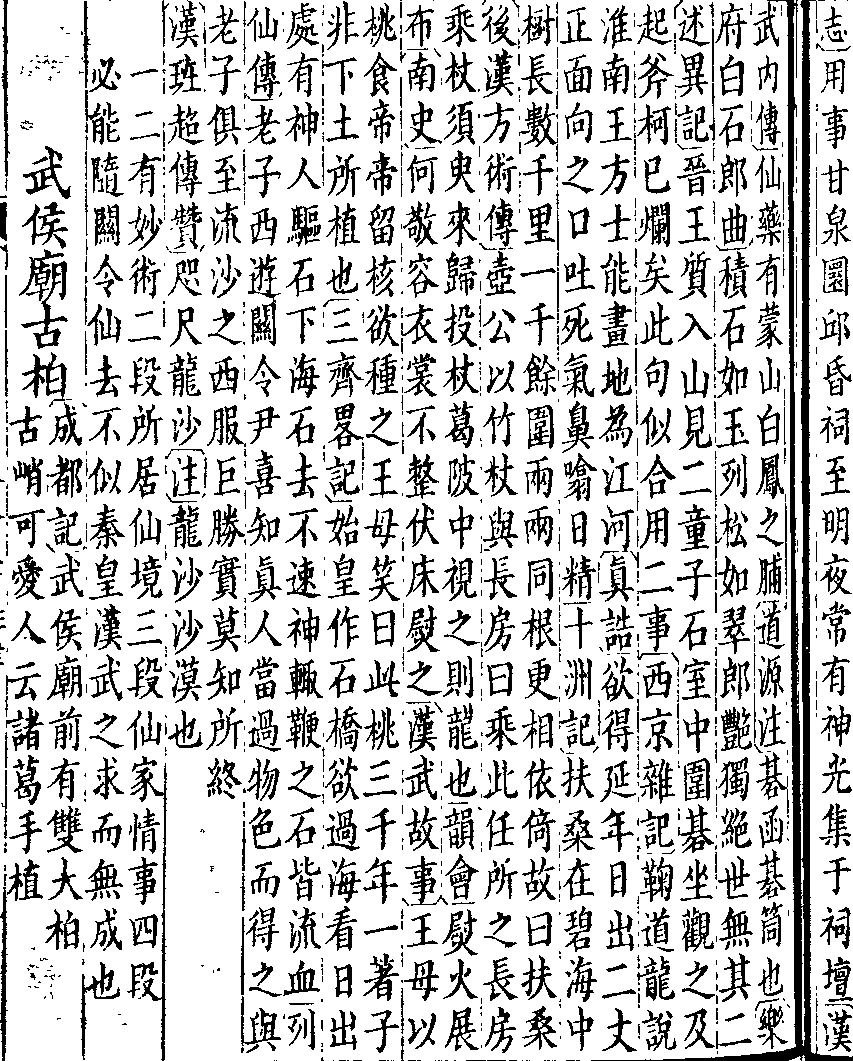 志用事甘泉圜邱昏祠至明夜常有神光集于祠壇漢
武内傳仙藥有蒙山白鳳之脯道源注棊函棊筒也樂
府白石郎曲積石如玉列松如翠郎艷獨絕世無其二
述異記晉王質入山見二童子石室中圍棊坐觀之及
起斧柯已爛矣此句似合用二事西京雜記鞠道龍說
淮南王方士能畫地為江河真誥欲得延年日出二丈
正面向之口吐死氣鼻噏日精十洲記扶桑在碧海中
樹長數千里一千餘圍兩兩同根更相依倚故曰扶桑
後漢方術傳壺公以竹杖與長房曰乘此任所之長房
乘杖須臾來歸投杖葛陂中視之則龍也韻會熨火展
布南史何敬容衣裳不整伏床熨之漢武故事王母以
桃食帝帝留核欲種之王母笑曰此桃三千年一著子
非下土所植也三齊畧記始皇作石橋欲過海看日出
處有神人驅石下海石去不速神輙鞭之石皆流血列
仙傳老子西遊關令尹喜知真人當過物色而得之與
老子俱至流沙之西服巨勝實莫知所終
漢班超傳贊咫尺龍沙注龍沙沙漠也
一二有妙術二段所居仙境三段仙家情事四段
必能隨關令仙去不似秦皇漢武之求而無成也
武侯廟古柏成都記武侯廟前有雙大柏
古峭可愛人云諸葛手植